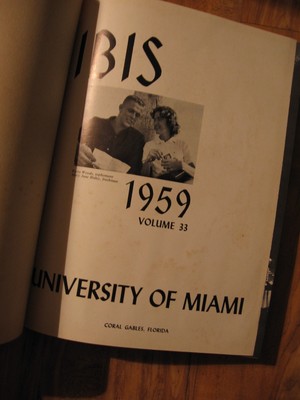 IBIS
1959
VOLUME 33
UNIVERSITY OF MIAMI
CORAL GABLES, FLORIDA